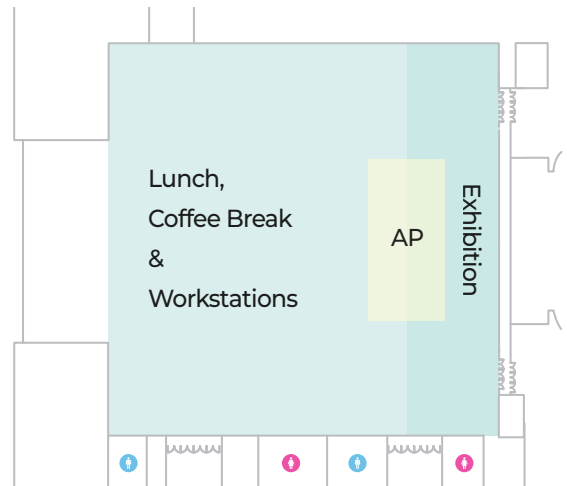 Lunch,
Coffee Break
&
Workstations
AP
Exhibition